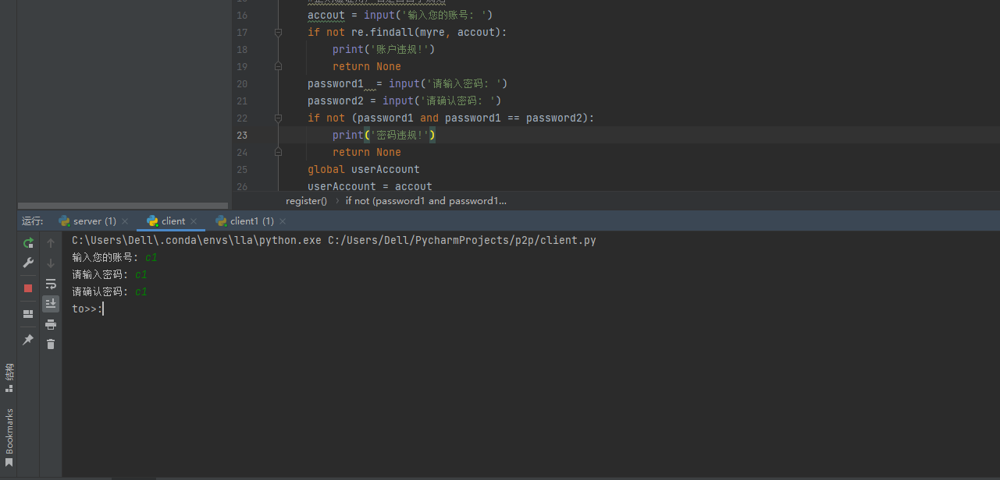 16 accout = input('输入您的账号: ')
17 if not re.findall(myre, accout):
18 print('账户违规!')
19 return None
20 password1  = input('请输入密码: ')
21 password2 = input('请确认密码: ')
22 if not (password1 and password1 == password2):
23 print('密码违规!')
24 return None
25 global userAccount
26 userAccount = accout
register() › if not (password1 and password1...
运行: server (1) × client × client1 (1) ×
C:\Users\Dell\.conda\envs\lla\python.exe C:/Users/Dell/PycharmProjects/p2p/client.py
输入您的账号: c1
请输入密码: c1
请确认密码: c1
to>>:
结构
Bookmarks